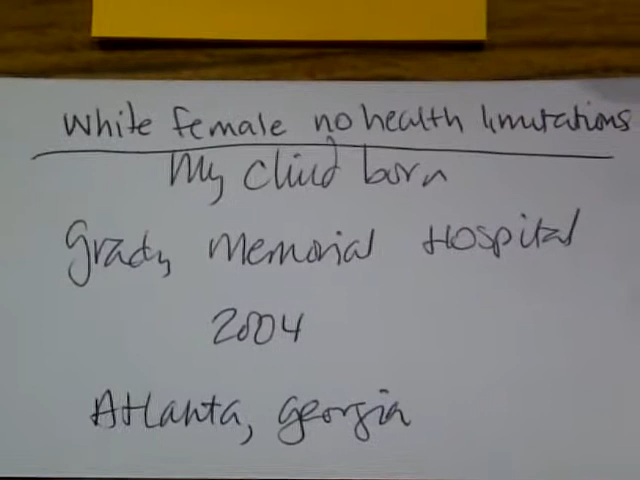 White female no health limitations
My child born
Grady Memorial Hospital
2004
Atlanta, Georgia